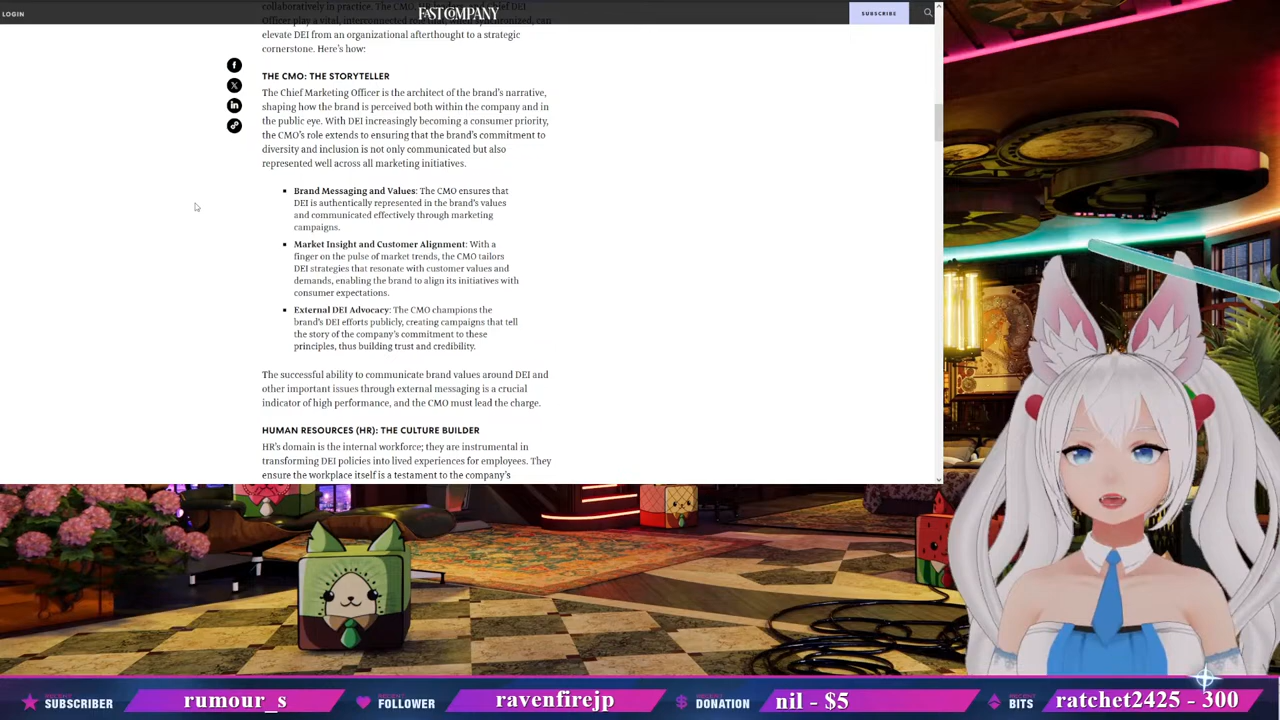 LOGIN
FAST COMPANY
SUBSCRIBE
collaboratively in practice. The CMO, HR
Officer play a vital, interconnected role that, when synchronized, can
elevate DEI from an organizational afterthought to a strategic
cornerstone. Here's how:
THE CMO: THE STORYTELLER
The Chief Marketing Officer is the architect of the brand's narrative,
shaping how the brand is perceived both within the company and in
the public eye. With DEI increasingly becoming a consumer priority,
the CMO's role extends to ensuring that the brand's commitment to
diversity and inclusion is not only communicated but also
represented well across all marketing initiatives.
Brand Messaging and Values: The CMO ensures that
DEI is authentically represented in the brand's values
and communicated effectively through marketing
campaigns.
Market Insight and Customer Alignment: With a
finger on the pulse of market trends, the CMO tailors
DEI strategies that resonate with customer values and
demands, enabling the brand to align its initiatives with
consumer expectations.
External DEI Advocacy: The CMO champions the
brand's DEI efforts publicly, creating campaigns that tell
the story of the company's commitment to these
principles, thus building trust and credibility.
The successful ability to communicate brand values around DEI and
other important issues through external messaging is a crucial
indicator of high performance, and the CMO must lead the charge.
HUMAN RESOURCES (HR): THE CULTURE BUILDER
HR's domain is the internal workforce; they are instrumental in
transforming DEI policies into lived experiences for employees. They
ensure the workplace itself is a testament to the company's
RECENT SUBSCRIBER rumour_s
RECENT FOLLOWER ravenfirejp
RECENT DONATION nil - $5
RECENT BITS ratchet2425 - 300